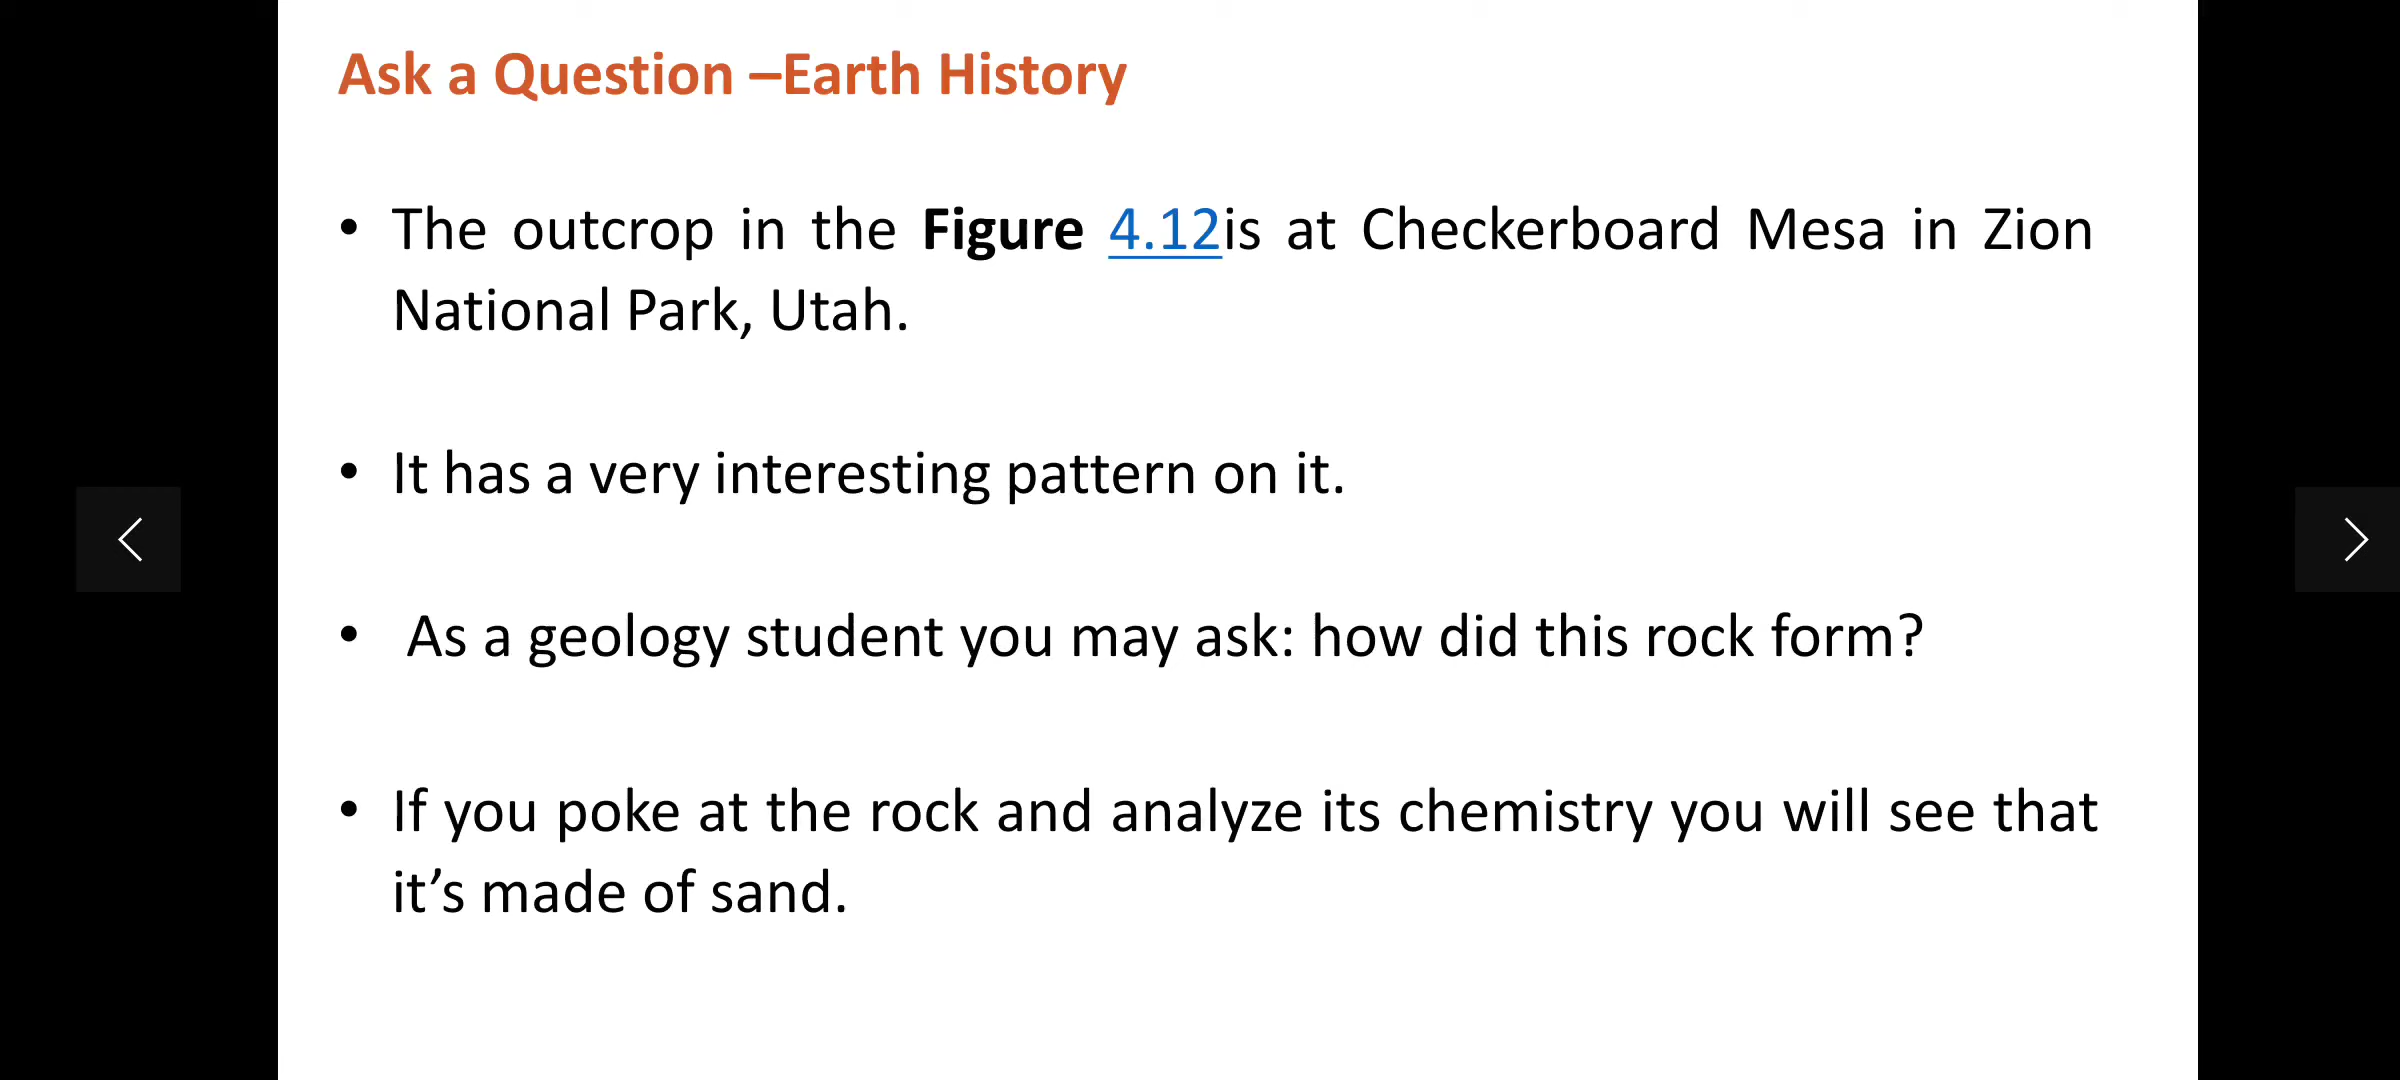 Ask a Question –Earth History
• The outcrop in the Figure 4.12is at Checkerboard Mesa in Zion
National Park, Utah.
• It has a very interesting pattern on it.
• As a geology student you may ask: how did this rock form?
• If you poke at the rock and analyze its chemistry you will see that
it’s made of sand.